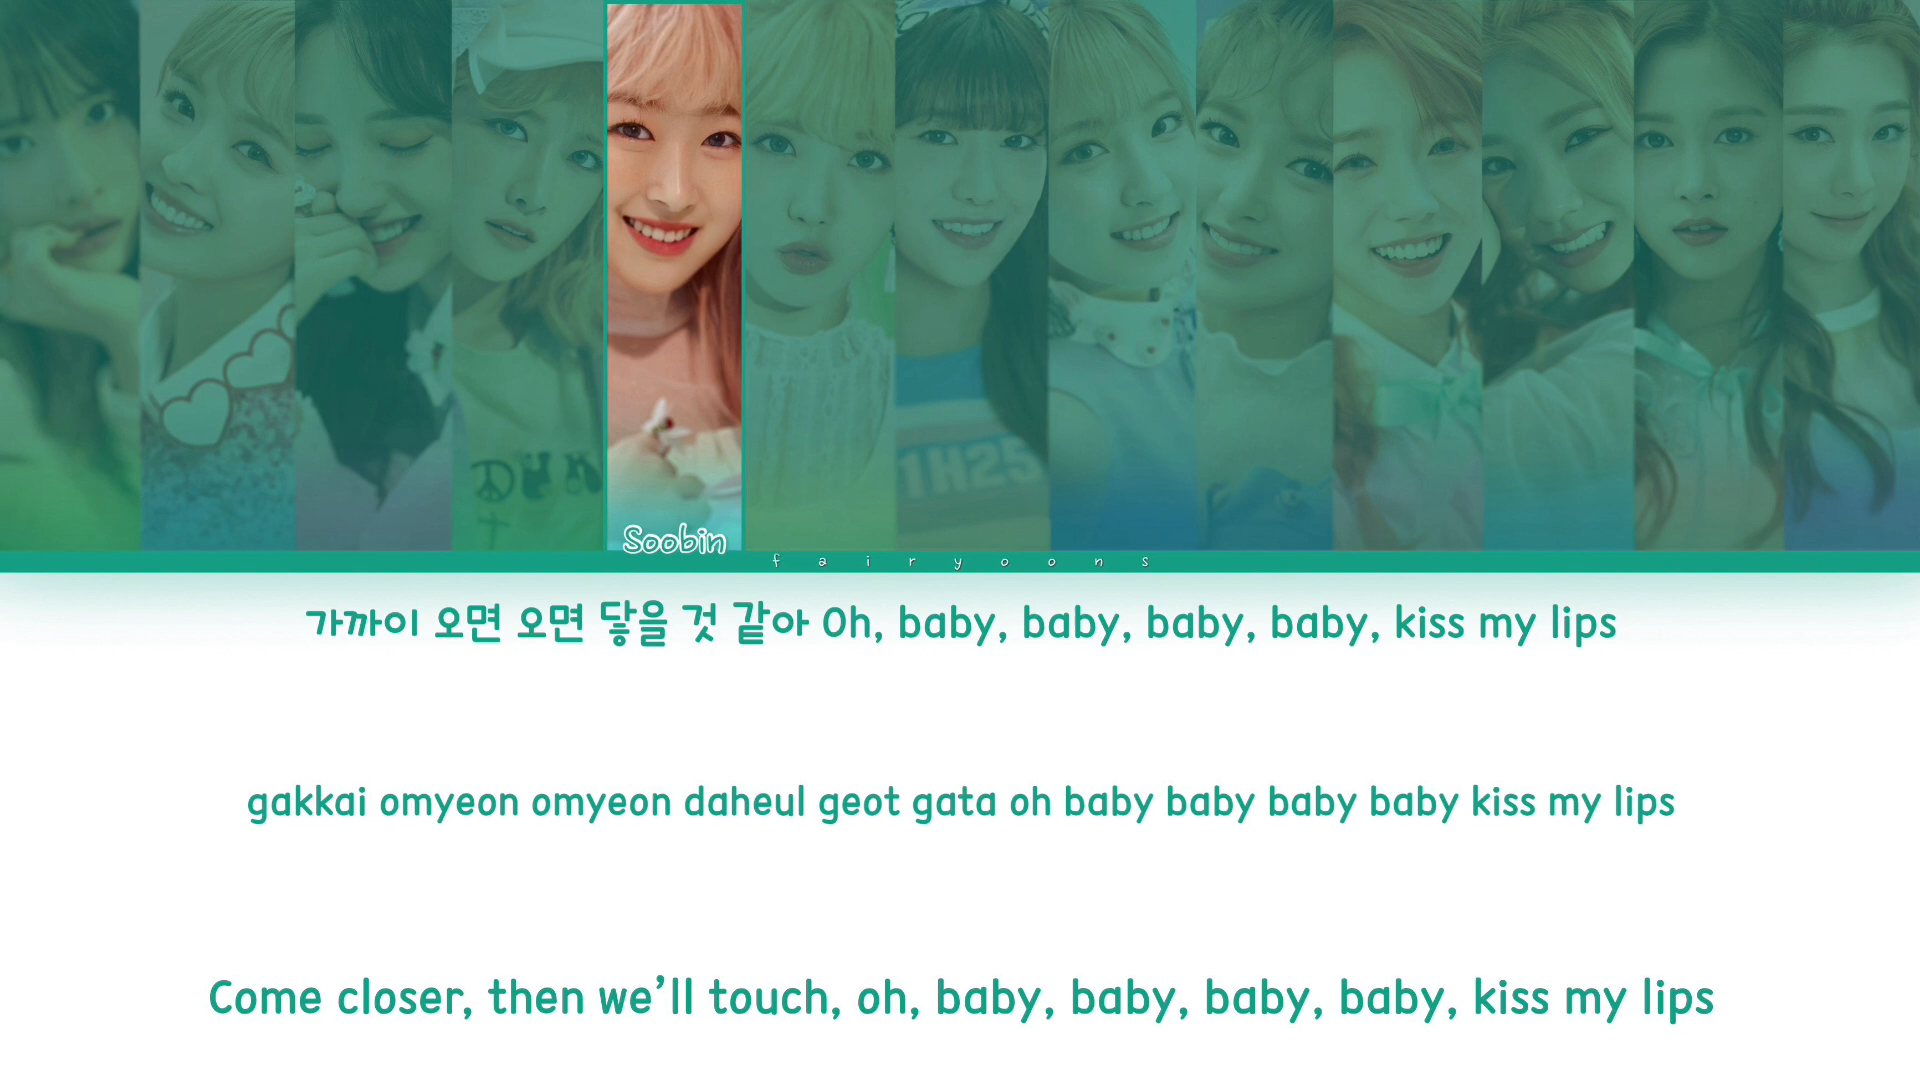 1H25
Soobin
fairyoons
가까이 오면 오면 닿을 것 같아 Oh, baby, baby, baby, baby, kiss my lips
gakkai omyeon omyeon daheul geot gata oh baby baby baby baby kiss my lips
Come closer, then we'll touch, oh, baby, baby, baby, baby, kiss my lips